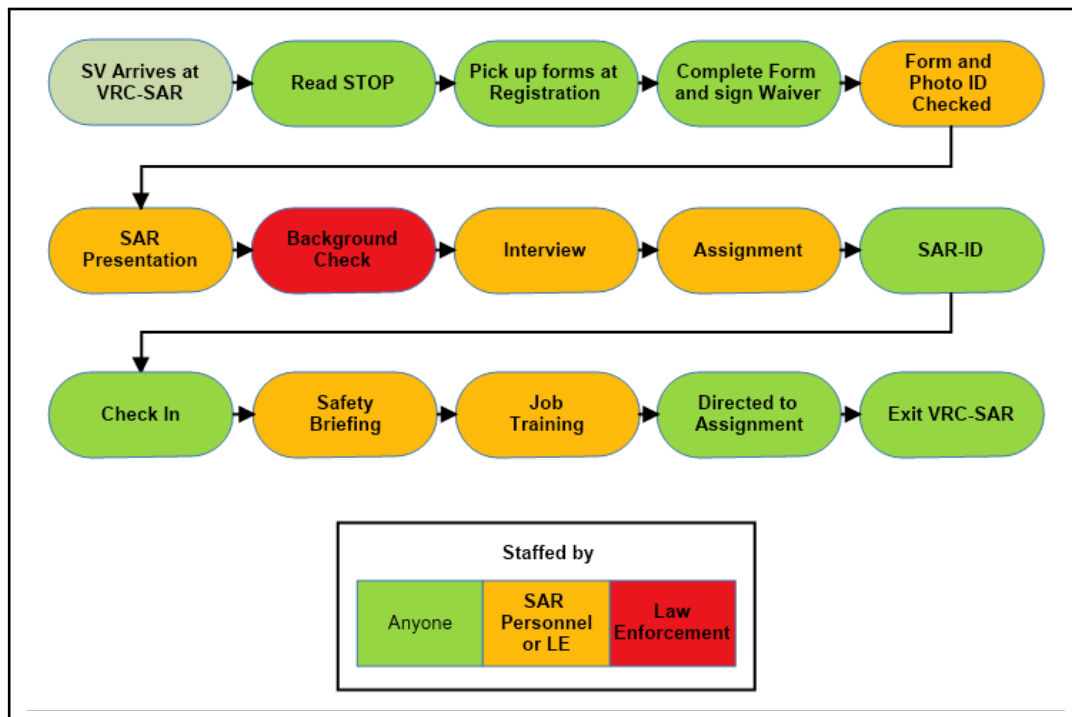 SV Arrives at
VRC-SAR
Read STOP
Pick up forms at
Registration
Complete Form
and sign Waiver
Form and
Photo ID
Checked
SAR
Presentation
Background
Check
Interview
Assignment
SAR-ID
Check In
Safety
Briefing
Job
Training
Directed to
Assignment
Exit VRC-SAR
Staffed by
Anyone
SAR
Personnel
or LE
Law
Enforcement